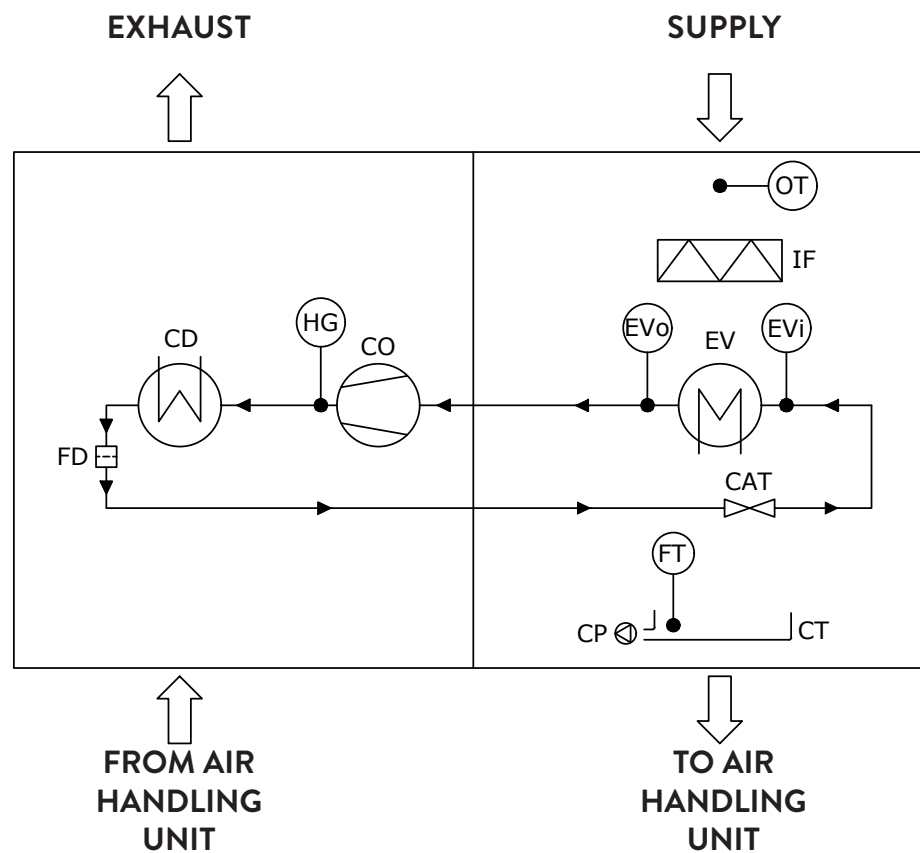 EXHAUST
SUPPLY
OT
IF
HG
CD
CO
EVo
EV
EVi
FD
CAT
FT
CP
CT
FROM AIR
HANDLING
UNIT
TO AIR
HANDLING
UNIT